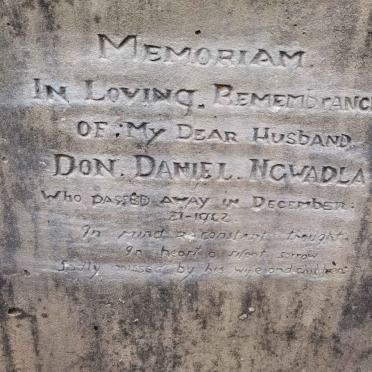 MEMORIAM.
IN LOVING. REMEMBRANC
OF: MY DEAR HUSBAND.
DON. DANIEL. NGWADLA
WHO PASSED AWAY IN DECEMBER:
31-1962
In mind a constant thought.
In heart a silent sorrow
Sadly missed by his wife and children